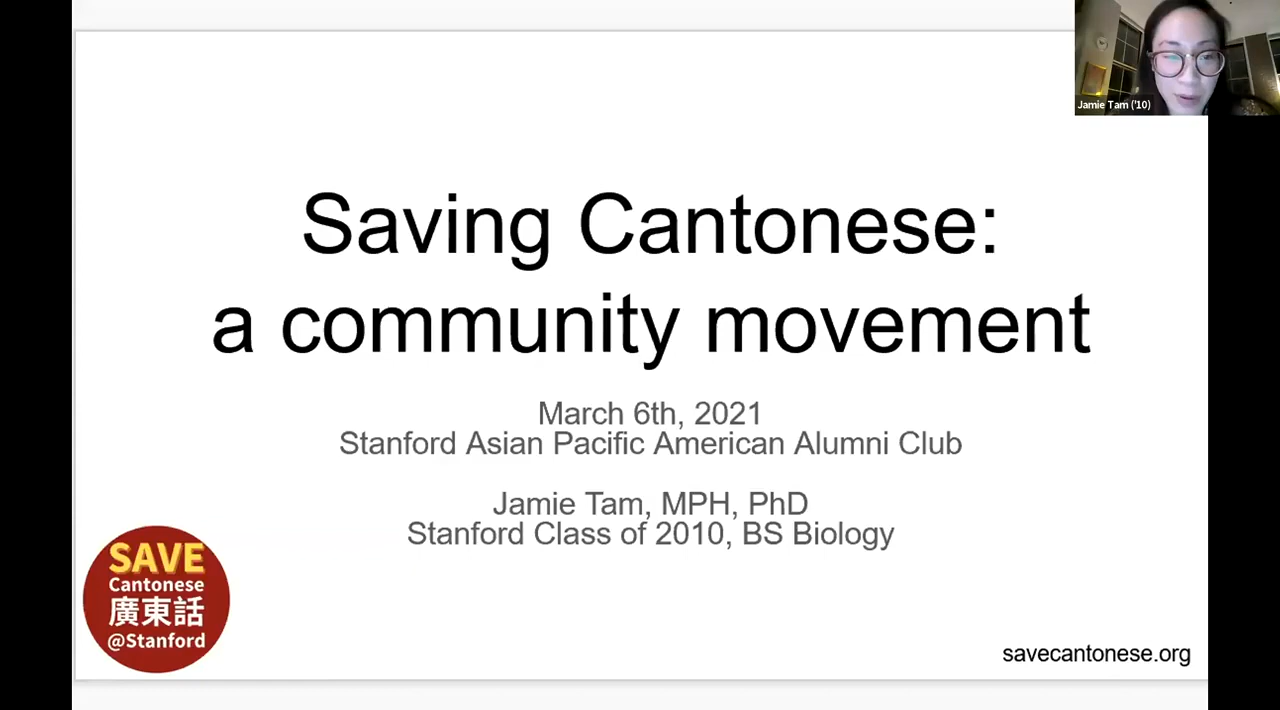 Jamie Tam ('10)
Saving Cantonese:
a community movement
March 6th, 2021
Stanford Asian Pacific American Alumni Club
Jamie Tam, MPH, PhD
Stanford Class of 2010, BS Biology
SAVE
Cantonese
廣東話
@Stanford
savecantonese.org